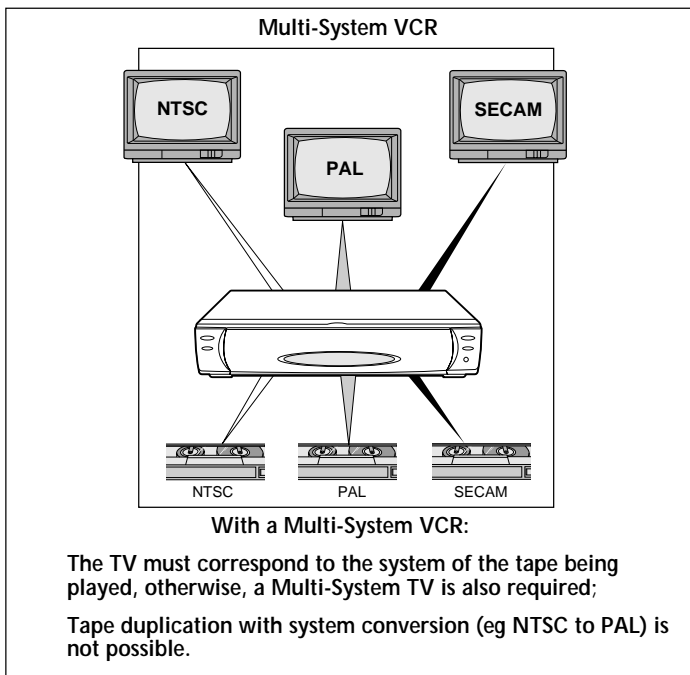 Multi-System VCR
NTSC
SECAM
PAL
NTSC
PAL
SECAM
With a Multi-System VCR:
The TV must correspond to the system of the tape being
played, otherwise, a Multi-System TV is also required;
Tape duplication with system conversion (eg NTSC to PAL) is
not possible.